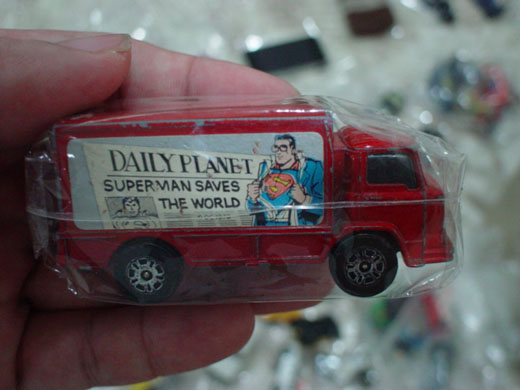 DAILY PLANET
SUPERMAN SAVES
THE WORLD